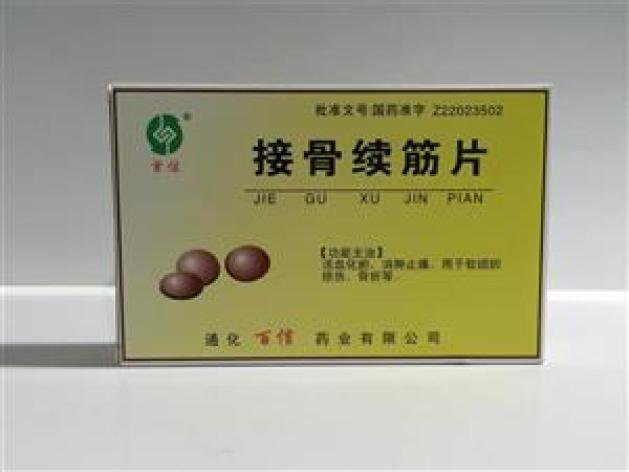 批准文号:国药准字 Z22023502
百信®
接骨续筋片
JIE GU XU JIN PIAN
【功能主治】
活血化瘀，消肿止痛。用于软组织
损伤，骨折等。
通化 百信 药业有限公司